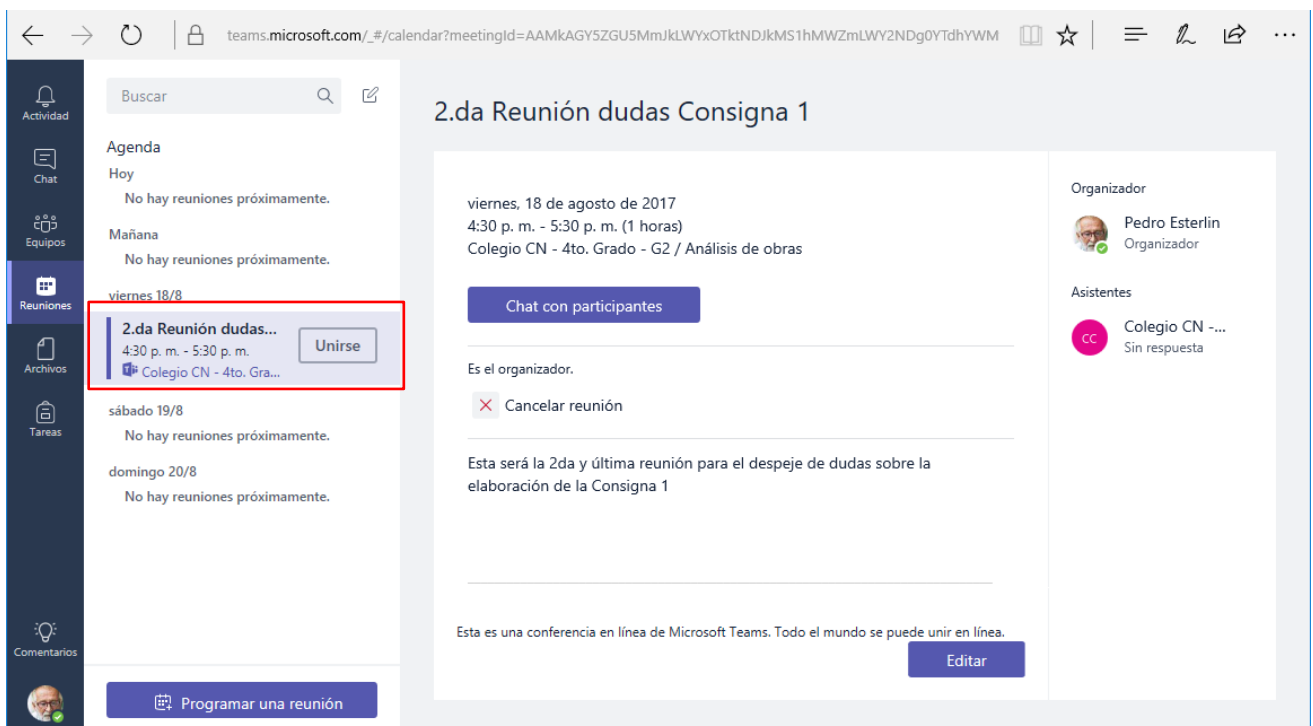 teams.microsoft.com/_#/calendar?meetingId=AAMkAGY5ZGU5MmJkLWYxOTktNDJkMS1hMWZmLWY2NDg0YTdhYWM
Actividad
Chat
Equipos
Reuniones
Archivos
Tareas
Comentarios
Buscar
Agenda
Hoy
No hay reuniones próximamente.
Mañana
No hay reuniones próximamente.
viernes 18/8
2.da Reunión dudas...
4:30 p. m. - 5:30 p. m.
Colegio CN - 4to. Gra...
Unirse
sábado 19/8
No hay reuniones próximamente.
domingo 20/8
No hay reuniones próximamente.
Programar una reunión
2.da Reunión dudas Consigna 1
viernes, 18 de agosto de 2017
4:30 p. m. - 5:30 p. m. (1 horas)
Colegio CN - 4to. Grado - G2 / Análisis de obras
Chat con participantes
Es el organizador.
Cancelar reunión
Esta será la 2da y última reunión para el despeje de dudas sobre la
elaboración de la Consigna 1
Esta es una conferencia en línea de Microsoft Teams. Todo el mundo se puede unir en línea.
Editar
Organizador
Pedro Esterlin
Organizador
Asistentes
CC
Colegio CN -...
Sin respuesta